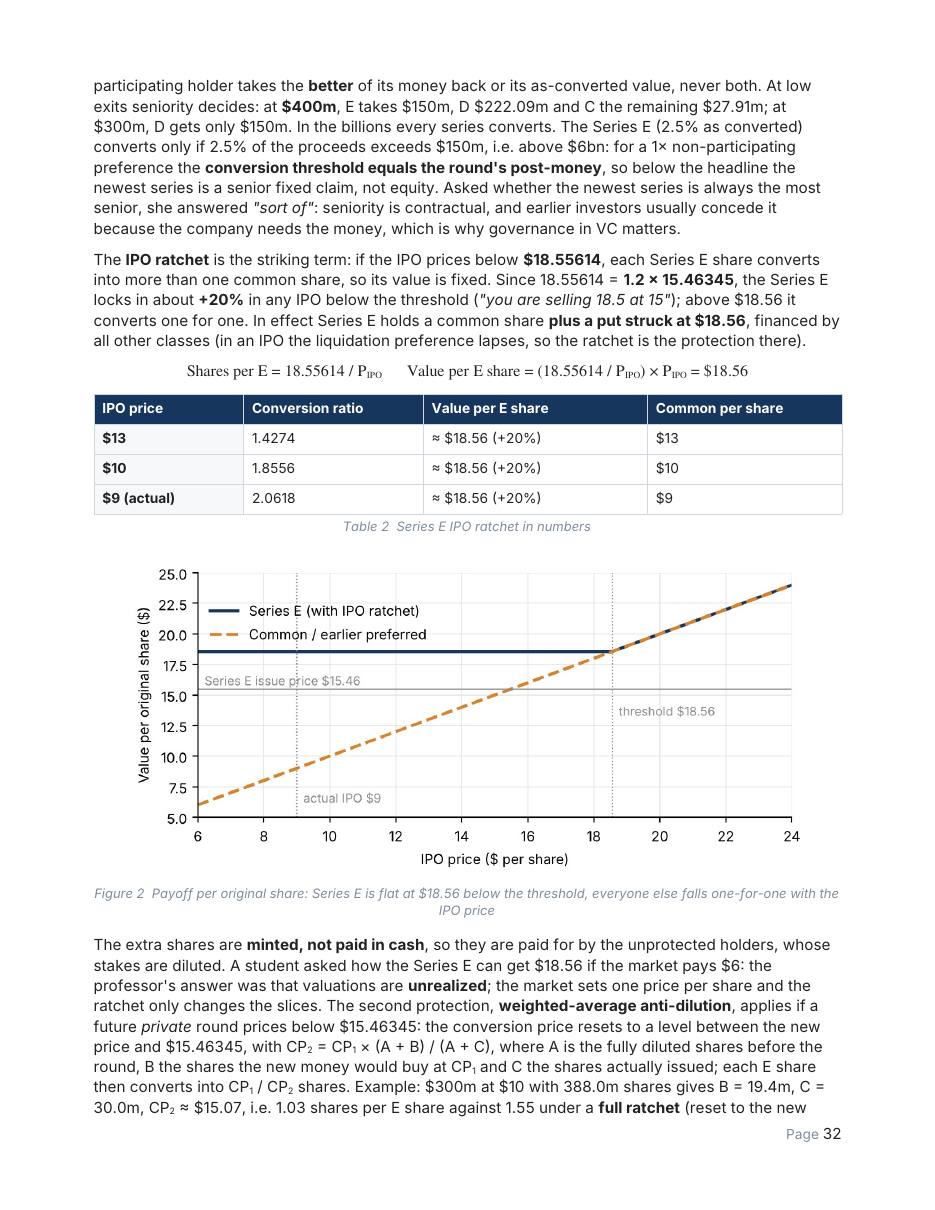 participating holder takes the better of its money back or its as-converted value, never both. At low
exits seniority decides: at $400m, E takes $150m, D $222.09m and C the remaining $27.91m; at
$300m, D gets only $150m. In the billions every series converts. The Series E (2.5% as converted)
converts only if 2.5% of the proceeds exceeds $150m, i.e. above $6bn: for a 1× non-participating
preference the conversion threshold equals the round's post-money, so below the headline the
newest series is a senior fixed claim, not equity. Asked whether the newest series is always the most
senior, she answered "sort of": seniority is contractual, and earlier investors usually concede it
because the company needs the money, which is why governance in VC matters.
The IPO ratchet is the striking term: if the IPO prices below $18.55614, each Series E share converts
into more than one common share, so its value is fixed. Since 18.55614 = 1.2 × 15.46345, the Series E
locks in about +20% in any IPO below the threshold ("you are selling 18.5 at 15"); above $18.56 it
converts one for one. In effect Series E holds a common share plus a put struck at $18.56, financed by
all other classes (in an IPO the liquidation preference lapses, so the ratchet is the protection there).
Shares per E = 18.55614 / P_IPO Value per E share = (18.55614 / P_IPO) × P_IPO = $18.56
IPO price Conversion ratio Value per E share Common per share
$13 1.4274 ≈ $18.56 (+20%) $13
$10 1.8556 ≈ $18.56 (+20%) $10
$9 (actual) 2.0618 ≈ $18.56 (+20%) $9
Table 2 Series E IPO ratchet in numbers
Value per original share ($)
25.0
22.5
20.0
17.5
15.0
12.5
10.0
7.5
5.0
Series E (with IPO ratchet)
Common / earlier preferred
Series E issue price $15.46
threshold $18.56
actual IPO $9
6 8 10 12 14 16 18 20 22 24
IPO price ($ per share)
Figure 2 Payoff per original share: Series E is flat at $18.56 below the threshold, everyone else falls one-for-one with the
IPO price
The extra shares are minted, not paid in cash, so they are paid for by the unprotected holders, whose
stakes are diluted. A student asked how the Series E can get $18.56 if the market pays $6: the
professor's answer was that valuations are unrealized; the market sets one price per share and the
ratchet only changes the slices. The second protection, weighted-average anti-dilution, applies if a
future private round prices below $15.46345: the conversion price resets to a level between the new
price and $15.46345, with CP₂ = CP₁ × (A + B) / (A + C), where A is the fully diluted shares before the
round, B the shares the new money would buy at CP₁ and C the shares actually issued; each E share
then converts into CP₁ / CP₂ shares. Example: $300m at $10 with 388.0m shares gives B = 19.4m, C =
30.0m, CP₂ ≈ $15.07, i.e. 1.03 shares per E share against 1.55 under a full ratchet (reset to the new
Page 32